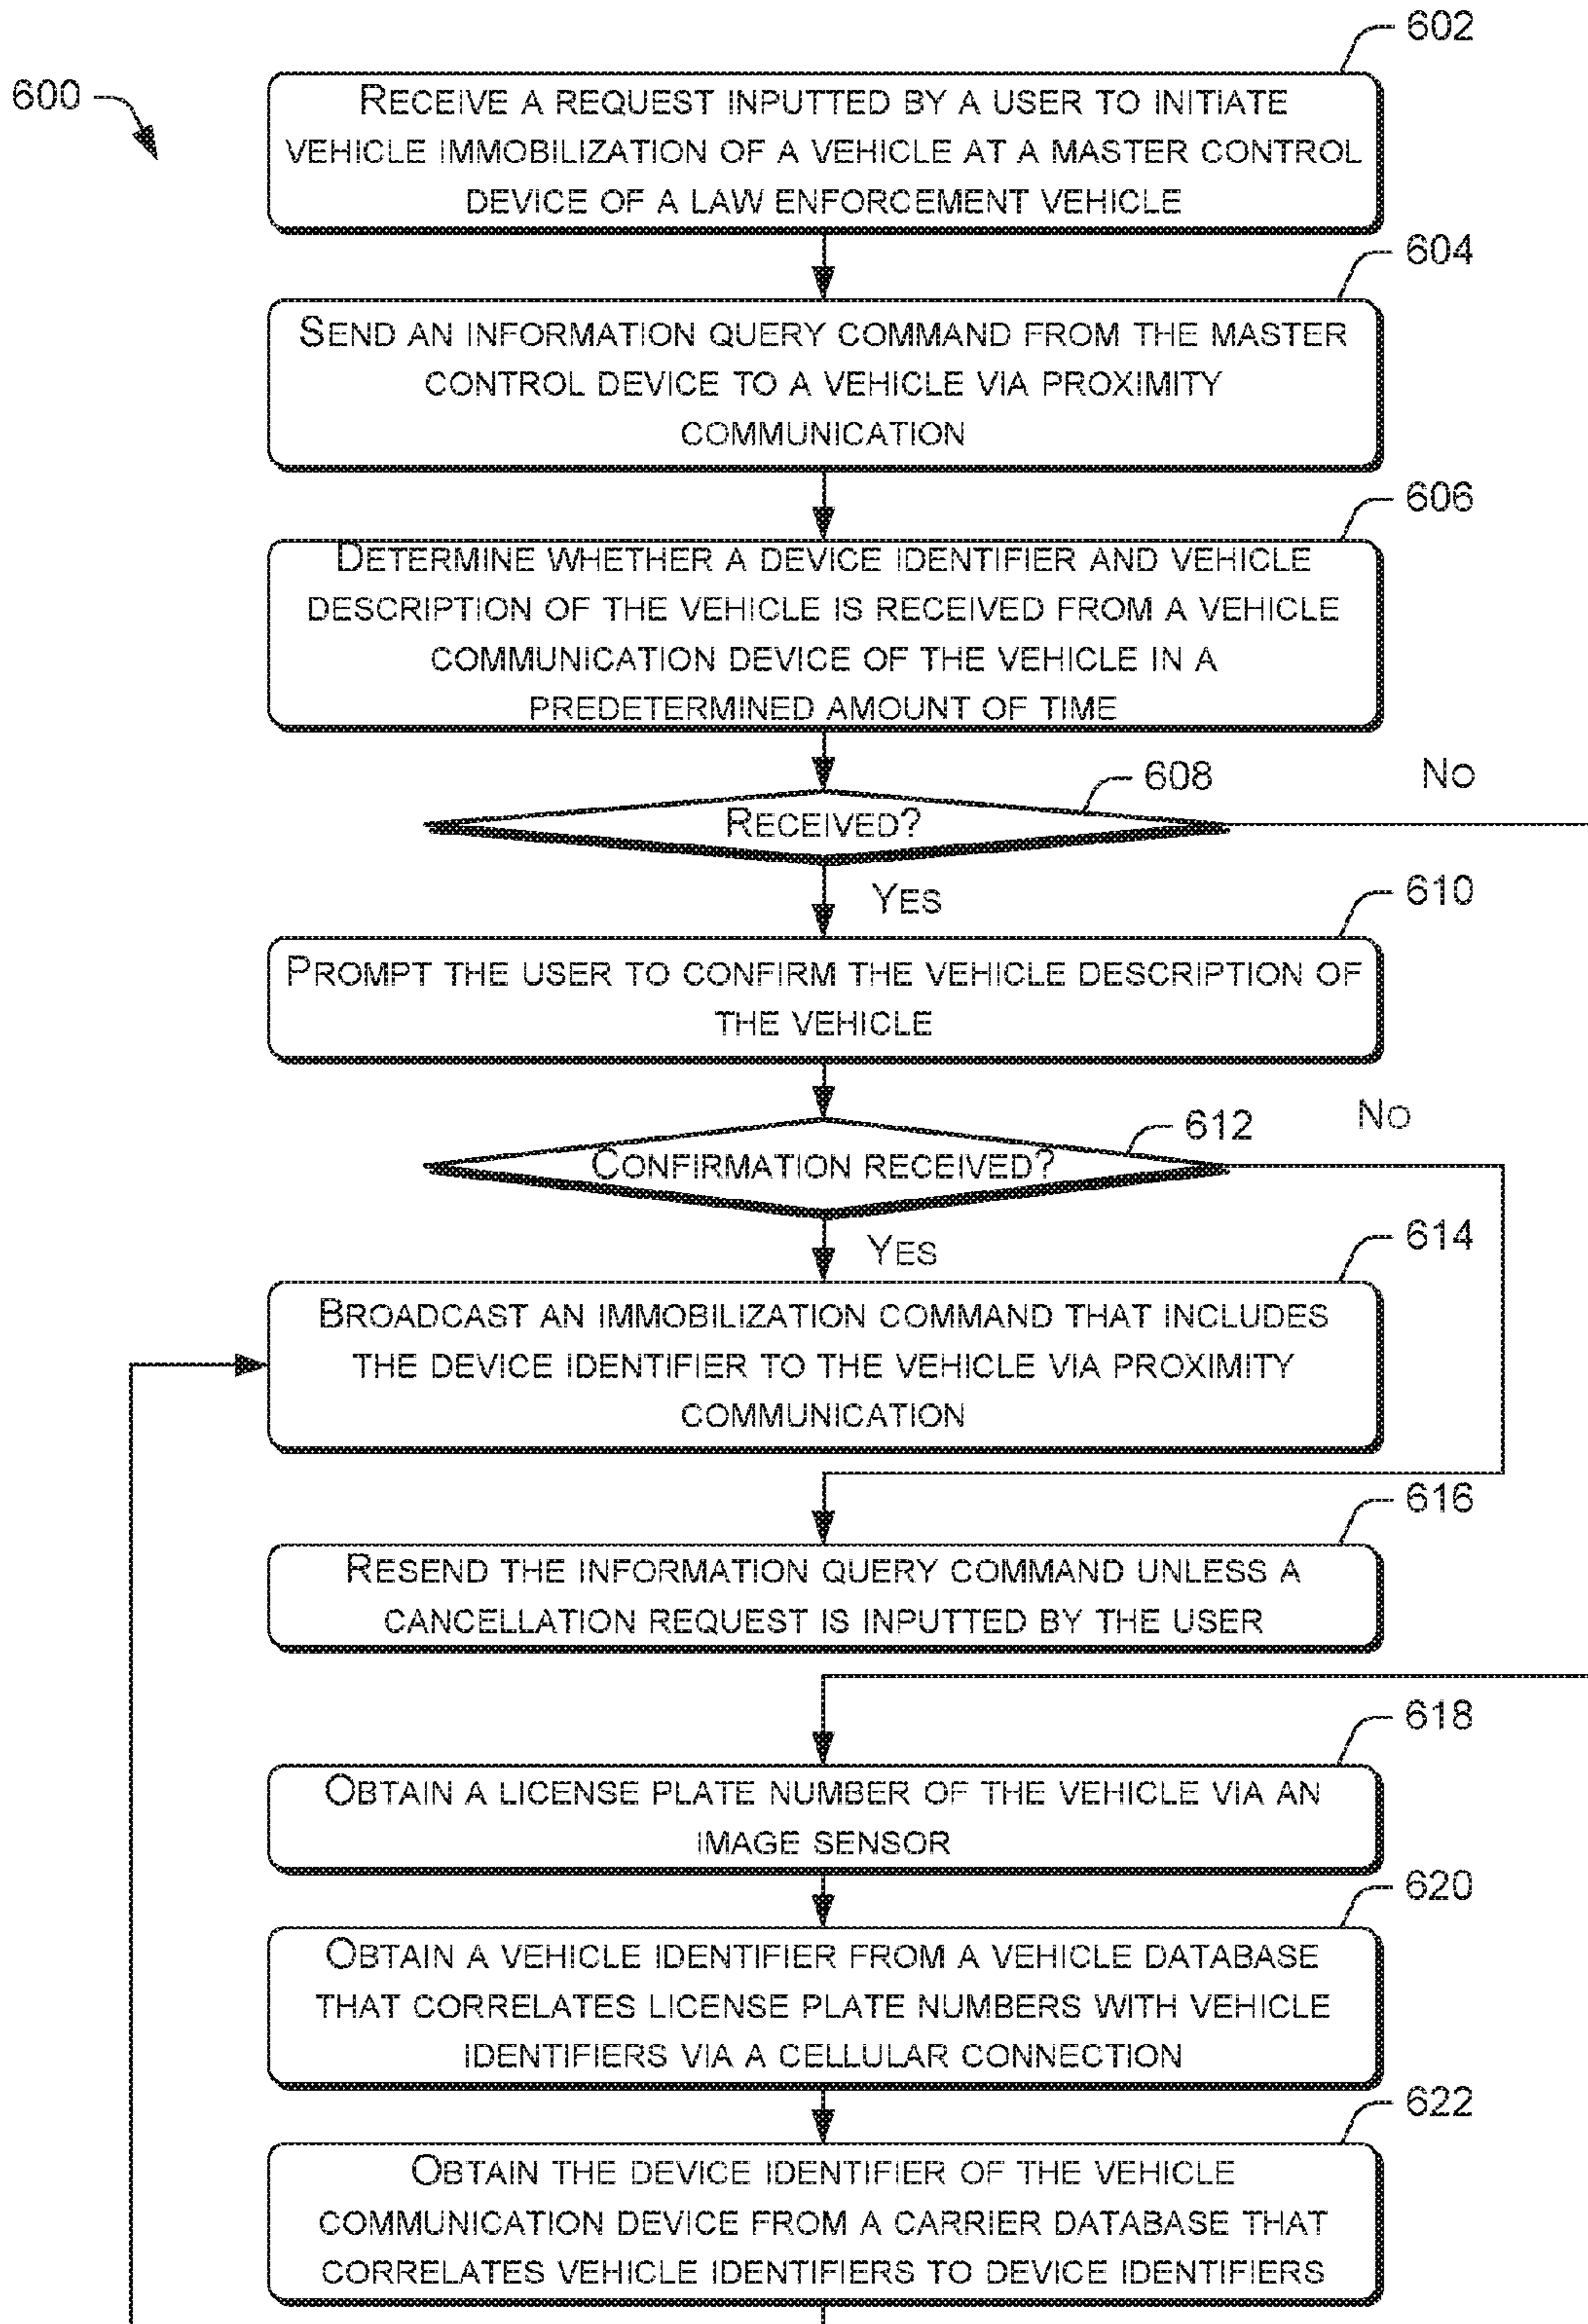 602
600
RECEIVE A REQUEST INPUTTED BY A USER TO INITIATE
VEHICLE IMMOBILIZATION OF A VEHICLE AT A MASTER CONTROL
DEVICE OF A LAW ENFORCEMENT VEHICLE
604
SEND AN INFORMATION QUERY COMMAND FROM THE MASTER
CONTROL DEVICE TO A VEHICLE VIA PROXIMITY
COMMUNICATION
606
DETERMINE WHETHER A DEVICE IDENTIFIER AND VEHICLE
DESCRIPTION OF THE VEHICLE IS RECEIVED FROM A VEHICLE
COMMUNICATION DEVICE OF THE VEHICLE IN A
PREDETERMINED AMOUNT OF TIME
608
NO
RECEIVED?
YES
610
PROMPT THE USER TO CONFIRM THE VEHICLE DESCRIPTION OF
THE VEHICLE
612
NO
CONFIRMATION RECEIVED?
YES
614
BROADCAST AN IMMOBILIZATION COMMAND THAT INCLUDES
THE DEVICE IDENTIFIER TO THE VEHICLE VIA PROXIMITY
COMMUNICATION
616
RESEND THE INFORMATION QUERY COMMAND UNLESS A
CANCELLATION REQUEST IS INPUTTED BY THE USER
618
OBTAIN A LICENSE PLATE NUMBER OF THE VEHICLE VIA AN
IMAGE SENSOR
620
OBTAIN A VEHICLE IDENTIFIER FROM A VEHICLE DATABASE
THAT CORRELATES LICENSE PLATE NUMBERS WITH VEHICLE
IDENTIFIERS VIA A CELLULAR CONNECTION
622
OBTAIN THE DEVICE IDENTIFIER OF THE VEHICLE
COMMUNICATION DEVICE FROM A CARRIER DATABASE THAT
CORRELATES VEHICLE IDENTIFIERS TO DEVICE IDENTIFIERS